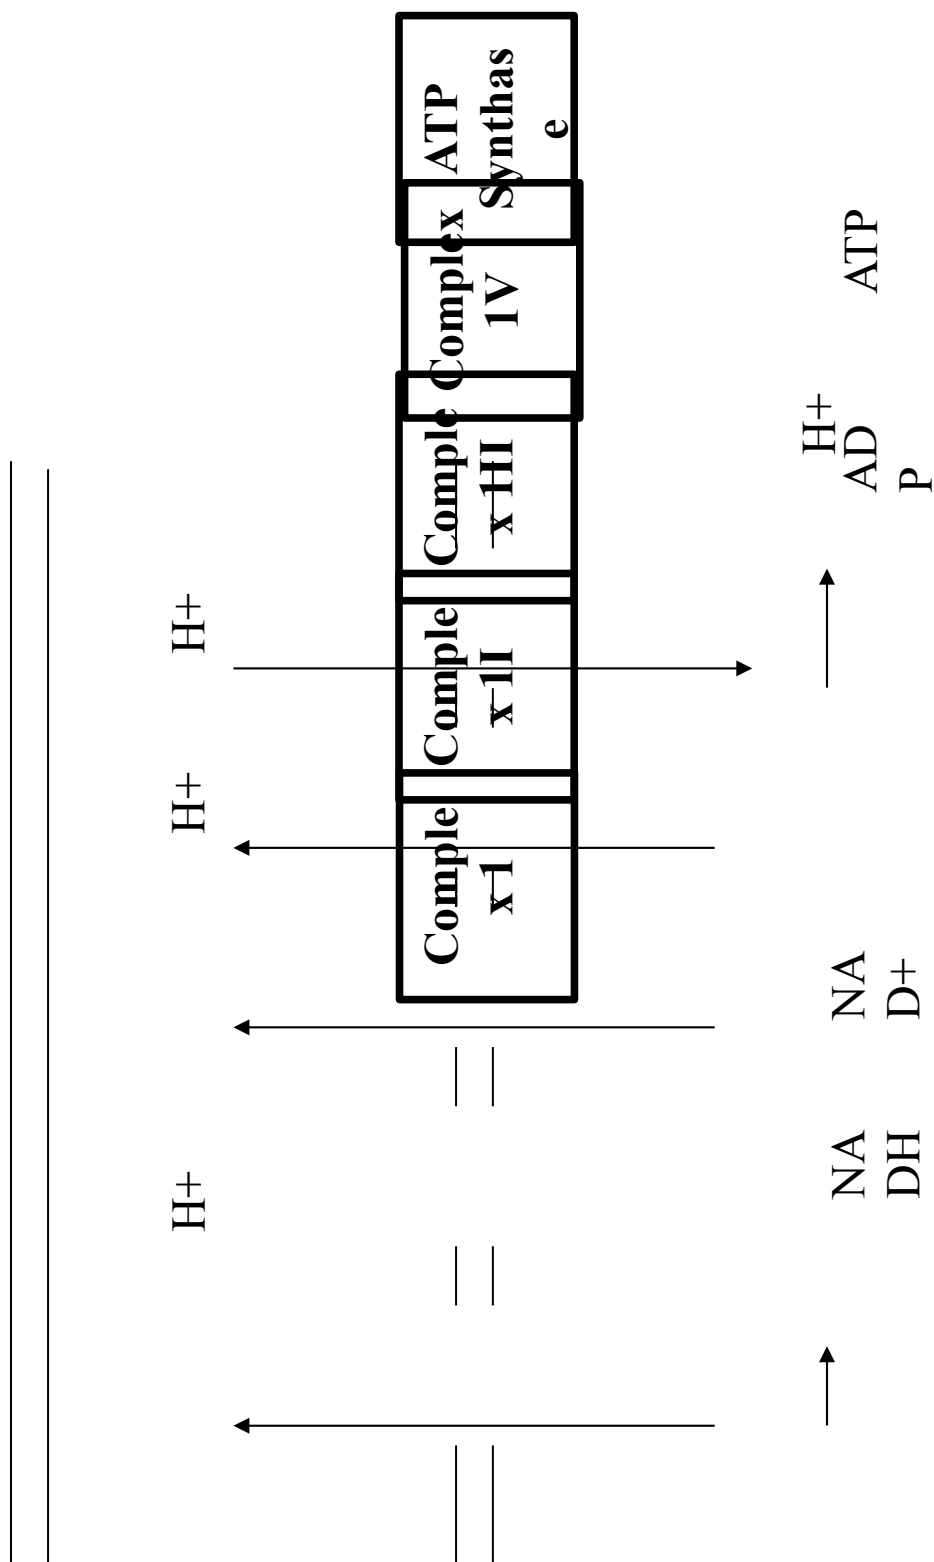 H+
H+
H+
Comple
x 1
Comple
x 1I
Comple
x 1II
Complex
1V
ATP
Synthas
e
H+
NA
DH
NA
D+
AD
P
ATP